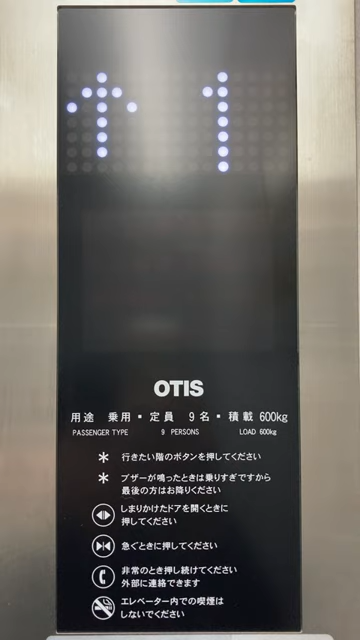 ↑ 1
OTIS
用途 乗用・定員 9名・積載 600kg
PASSENGER TYPE 9 PERSONS LOAD 600kg
* 行きたい階のボタンを押してください
* ブザーが鳴ったときは乗りすぎですから
最後の方はお降りください
しまりかけたドアを開くときに
押してください
急ぐときに押してください
非常のとき押し続けてください
外部に連絡できます
エレベーター内での喫煙は
しないでください